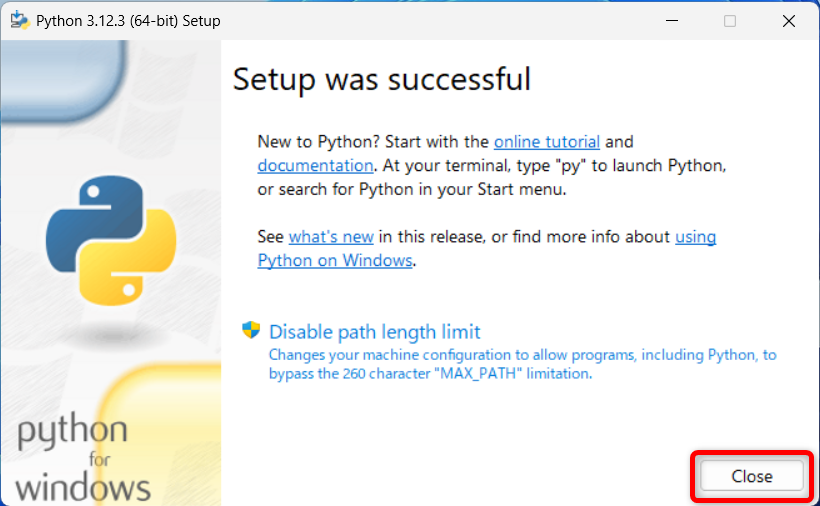 Python 3.12.3 (64-bit) Setup
Setup was successful
New to Python? Start with the online tutorial and
documentation. At your terminal, type "py" to launch Python,
or search for Python in your Start menu.
See what's new in this release, or find more info about using
Python on Windows.
Disable path length limit
Changes your machine configuration to allow programs, including Python, to
bypass the 260 character "MAX_PATH" limitation.
python
for
windows
Close